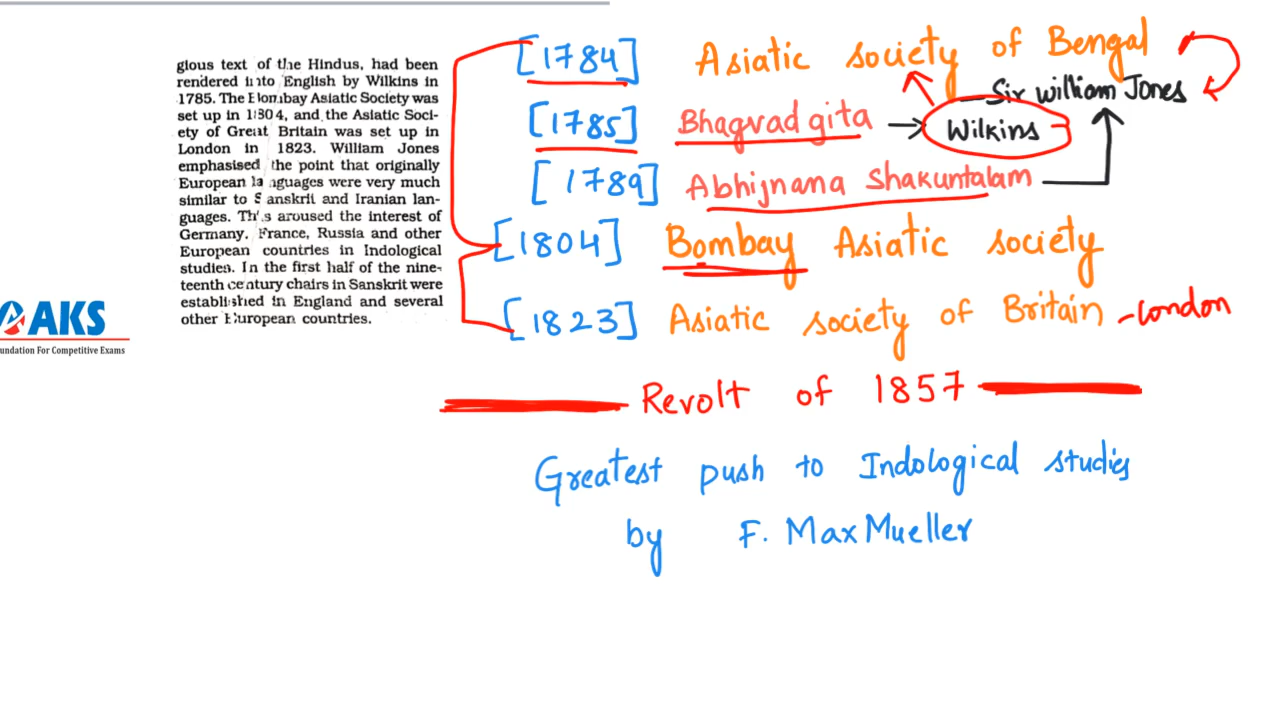 gious text of the Hindus, had been
rendered into English by Wilkins in
1785. The Bombay Asiatic Society was
set up in 1804, and the Asiatic Soci-
ety of Great Britain was set up in
London in 1823. William Jones
emphasised the point that originally
European languages were very much
similar to Sanskrit and Iranian lan-
guages. This aroused the interest of
Germany. France, Russia and other
European countries in Indological
studies. In the first half of the nine-
teenth century chairs in Sanskrit were
established in England and several
other European countries.
AKS
undation For Competitive Exams
[1784] Asiatic society of Bengal
- Sir William Jones
[1785] Bhagvad gita → Wilkins
[1789] Abhijnana Shakuntalam
[1804] Bombay Asiatic society
[1823] Asiatic society of Britain - London
Revolt of 1857
Greatest push to Indological studies
by F. Max Mueller